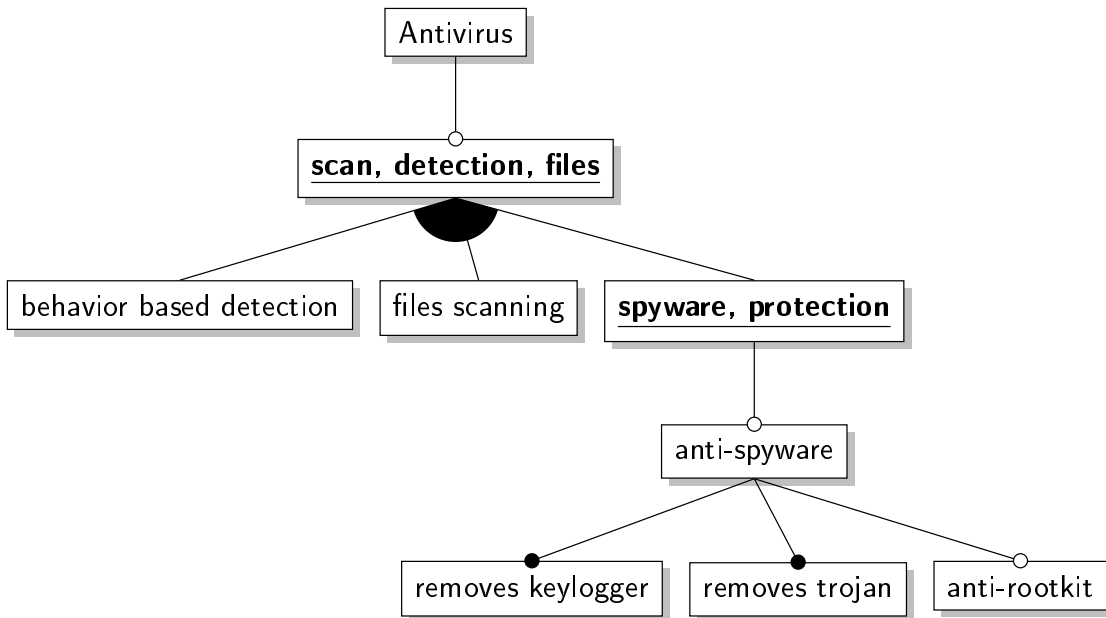 Antivirus
scan, detection, files
behavior based detection
files scanning
spyware, protection
anti-spyware
removes keylogger
removes trojan
anti-rootkit